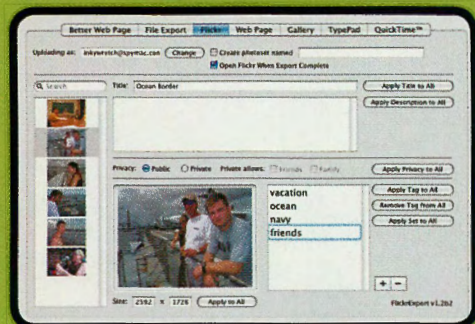 Better Web Page File Export Flickr Web Page Gallery TypePad QuickTime™
Uploading as: inkywretch@spymac.com Change Create photoset named
Open Flickr When Export Complete
Search Title: Ocean Border Apply Title to All
Apply Description to All
Privacy: Public Private Private allows: Friends Family Apply Privacy to All
vacation Apply Tag to All
ocean Remove Tag from All
navy Apply Set to All
friends
+ -
Size: 2592 x 1728 Apply to All FlickrExport v1.2b2